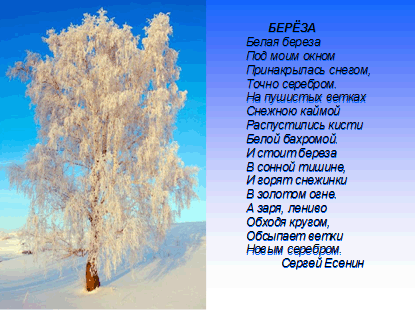 БЕРЁЗА
Белая береза
Под моим окном
Принакрылась снегом,
Точно серебром.
На пушистых ветках
Снежною каймой
Распустились кисти
Белой бахромой.
И стоит береза
В сонной тишине,
И горят снежинки
В золотом огне.
А заря, лениво
Обходя кругом,
Обсыпает ветки
Новым серебром.
Сергей Есенин